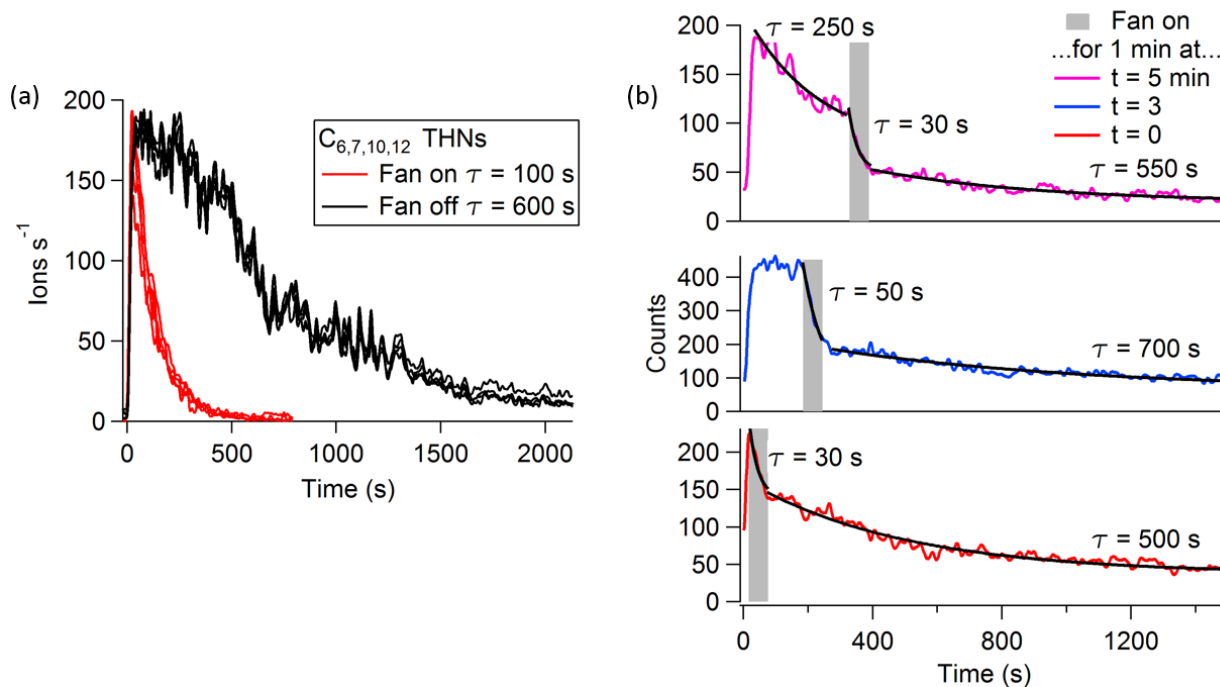 (a)
200
150
100
50
0
Ions s-1
C6,7,10,12 THNs
Fan on τ = 100 s
Fan off τ = 600 s
0 500 1000 1500 2000
Time (s)
(b)
Fan on
...for 1 min at...
t = 5 min
t = 3
t = 0
200
150
100
50
0
τ = 250 s
τ = 30 s
τ = 550 s
Counts
400
300
200
100
0
τ = 50 s
τ = 700 s
200
150
100
50
0
τ = 30 s
τ = 500 s
0 400 800 1200
Time (s)